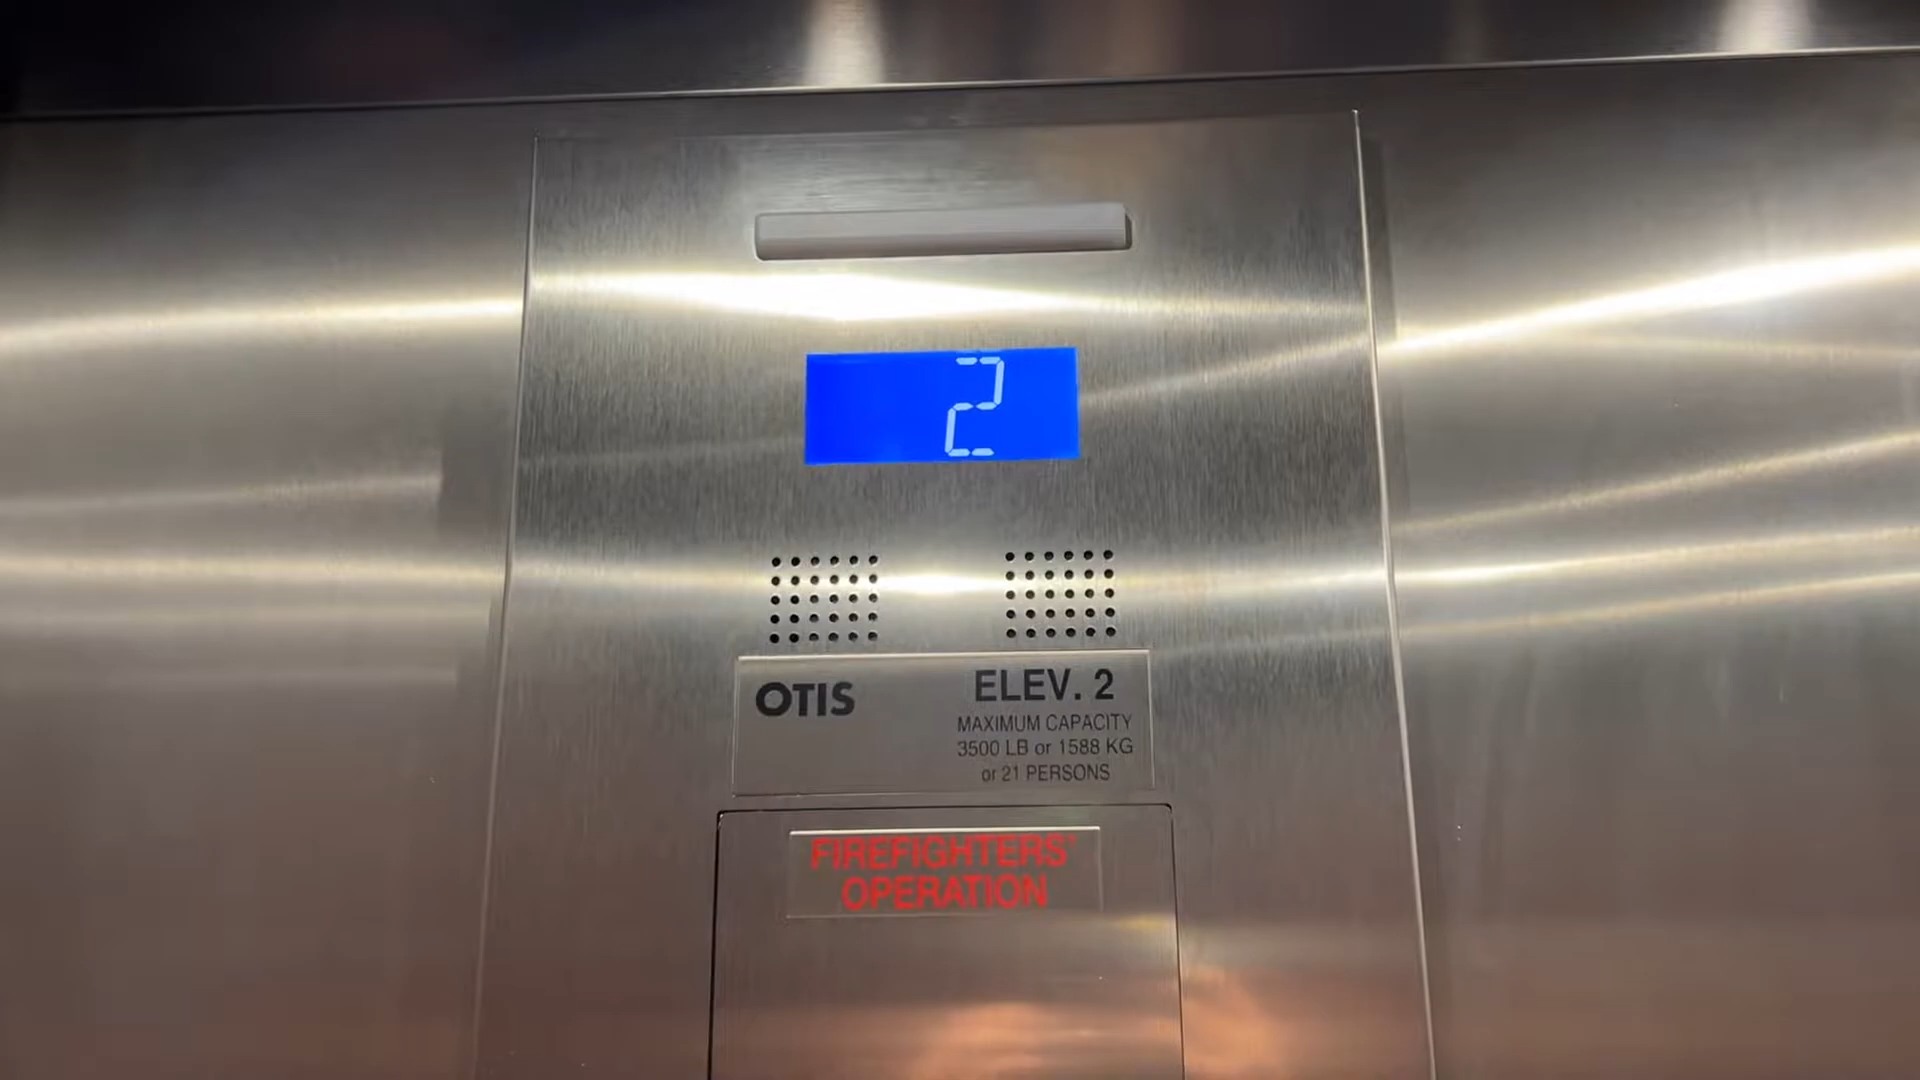 2
OTIS
ELEV. 2
MAXIMUM CAPACITY
3500 LB or 1588 KG
or 21 PERSONS
FIREFIGHTERS'
OPERATION